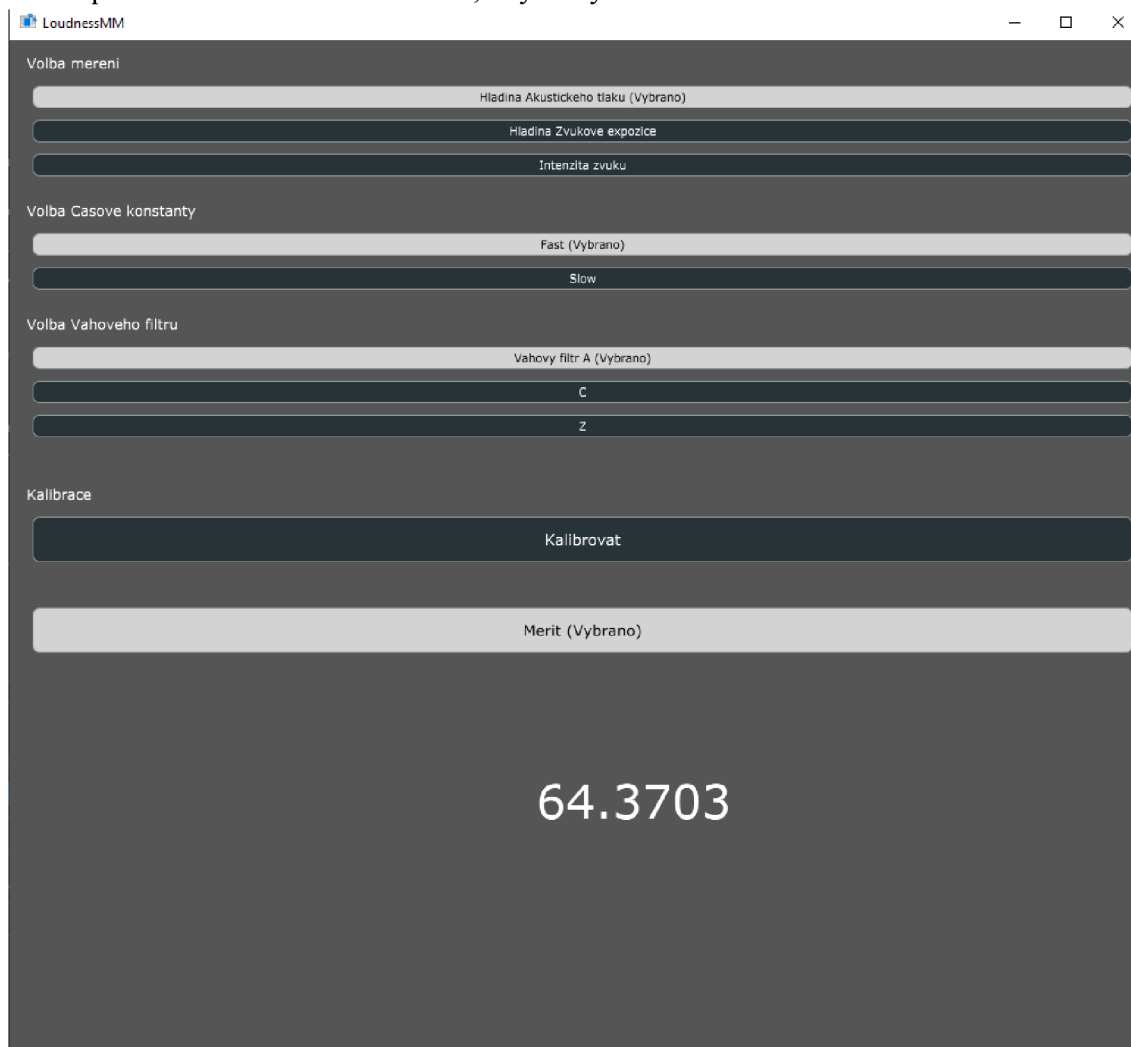 LoudnessMM
Volba mereni
Hladina Akustickeho tlaku (Vybrano)
Hladina Zvukove expozice
Intenzita zvuku
Volba Casove konstanty
Fast (Vybrano)
Slow
Volba Vahoveho filtru
Vahovy filtr A (Vybrano)
C
Z
Kalibrace
Kalibrovat
Merit (Vybrano)
64.3703